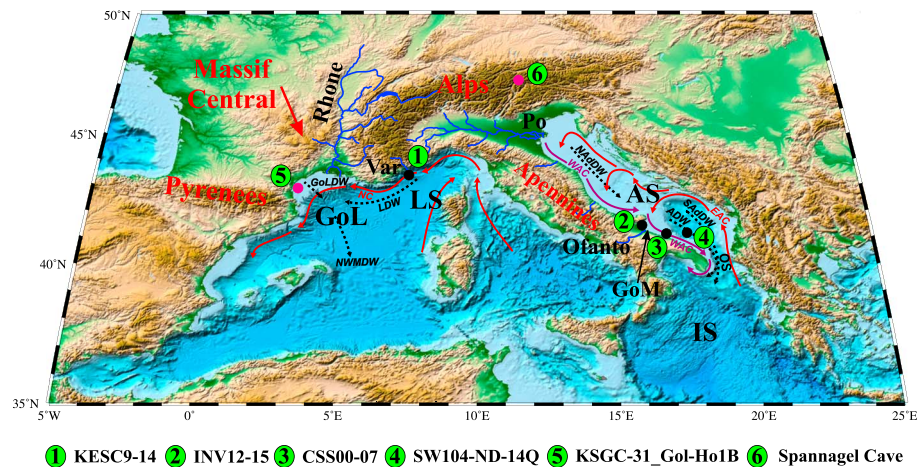 50°N
45°N
40°N
35°N
5°W
0°
5°E
10°E
15°E
20°E
25°E
Massif
Central
Rhone
Alps
6
Po
5
Pyrences
GoLDW
GoL
NC
Var
1
LDW
LS
NWMDW
Apennines
NAdDW
WAC
AS
SAdDW
ADW
EAC
2
3
4
WAC
OS
Ofanto
GoM
IS
1 KESC9-14 2 INV12-15 3 CSS00-07 4 SW104-ND-14Q 5 KSGC-31_Gol-Ho1B 6 Spannagel Cave